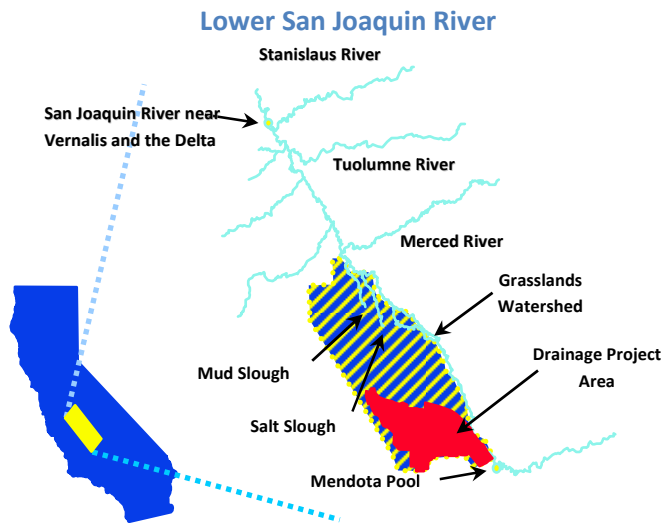 Lower San Joaquin River
Stanislaus River
San Joaquin River near
Vernalis and the Delta
Tuolumne River
Merced River
Grasslands
Watershed
Mud Slough
Drainage Project
Area
Salt Slough
Mendota Pool